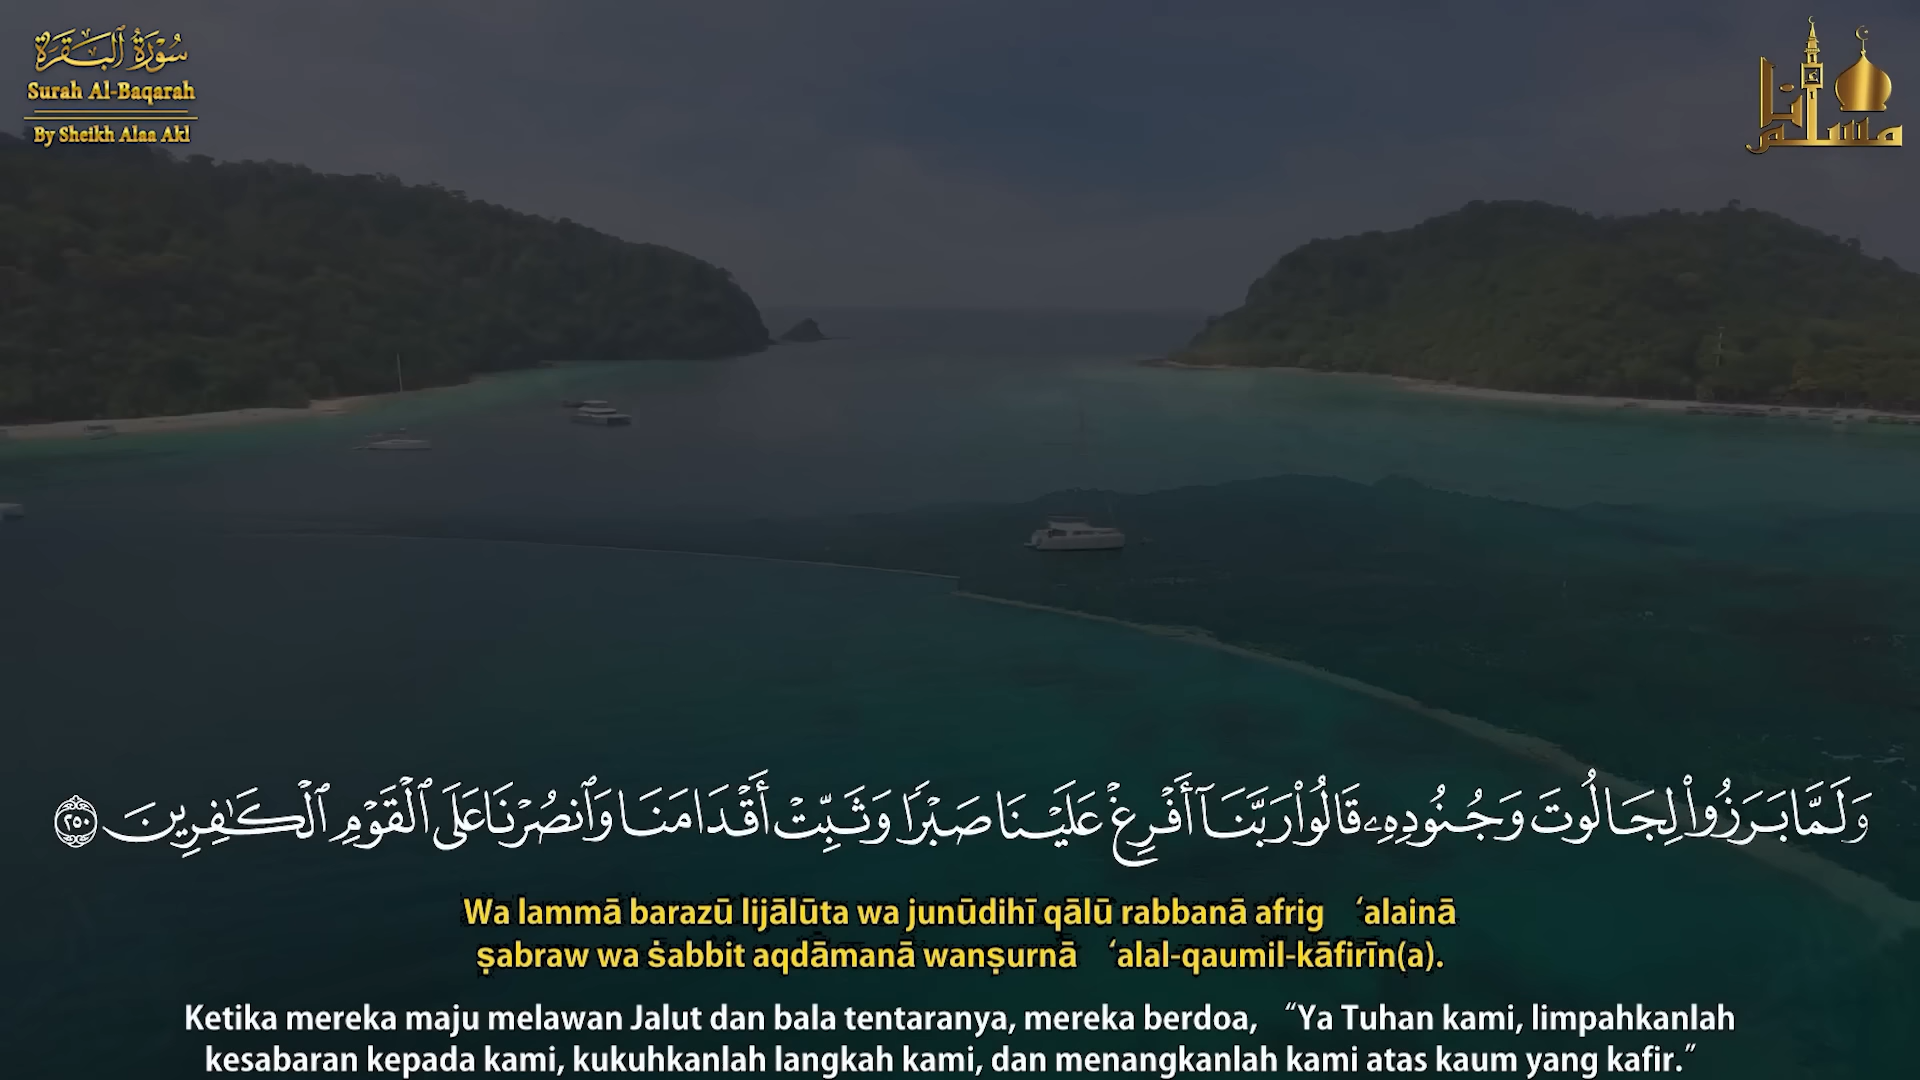 سُورَةُ ٱلْبَقَرَةِ
Surah Al-Baqarah
By Sheikh Alaa Akl
أنا
مسلم
وَلَمَّا بَرَزُوا۟ لِجَالُوتَ وَجُنُودِهِۦ قَالُوا۟ رَبَّنَآ أَفْرِغْ عَلَيْنَا صَبْرًا وَثَبِّتْ أَقْدَامَنَا وَٱنصُرْنَا عَلَى ٱلْقَوْمِ ٱلْكَـٰفِرِينَ ٢٥٠
Wa lammā barazū lijālūta wa junūdihī qālū rabbanā afrig ‘alainā
ṣabraw wa ṡabbit aqdāmanā wanṣurnā ‘alal-qaumil-kāfirīn(a).
Ketika mereka maju melawan Jalut dan bala tentaranya, mereka berdoa, “Ya Tuhan kami, limpahkanlah
kesabaran kepada kami, kukuhkanlah langkah kami, dan menangkanlah kami atas kaum yang kafir.”